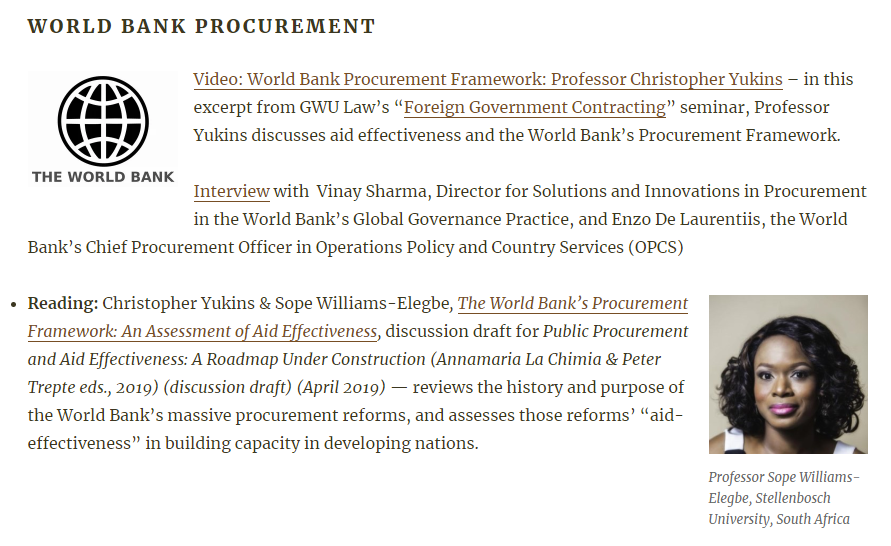 WORLD BANK PROCUREMENT
THE WORLD BANK
Video: World Bank Procurement Framework: Professor Christopher Yukins – in this
excerpt from GWU Law’s “Foreign Government Contracting” seminar, Professor
Yukins discusses aid effectiveness and the World Bank’s Procurement Framework.
Interview with Vinay Sharma, Director for Solutions and Innovations in Procurement
in the World Bank’s Global Governance Practice, and Enzo De Laurentiis, the World
Bank’s Chief Procurement Officer in Operations Policy and Country Services (OPCS)
• Reading: Christopher Yukins & Sope Williams-Elegbe, The World Bank’s Procurement
Framework: An Assessment of Aid Effectiveness, discussion draft for Public Procurement
and Aid Effectiveness: A Roadmap Under Construction (Annamaria La Chimia & Peter
Trepte eds., 2019) (discussion draft) (April 2019) — reviews the history and purpose of
the World Bank’s massive procurement reforms, and assesses those reforms’ “aid-
effectiveness” in building capacity in developing nations.
Professor Sope Williams-
Elegbe, Stellenbosch
University, South Africa